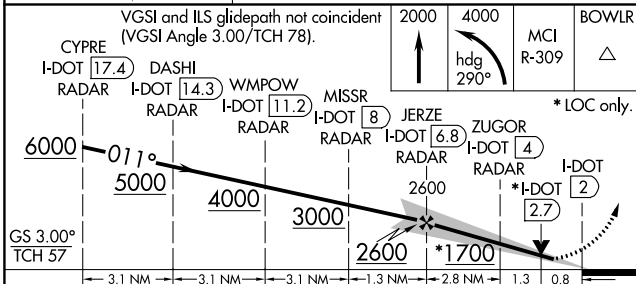 VGSI and ILS glidepath not coincident
(VGSI Angle 3.00/TCH 78).
2000
4000
hdg
290°
MCI
R-309
BOWLR
* LOC only.
CYPRE
I-DOT 17.4
RADAR
DASHI
I-DOT 14.3
RADAR
WMPOW
I-DOT 11.2
RADAR
MISSR
I-DOT 8
RADAR
JERZE
I-DOT 6.8
RADAR
2600
ZUGOR
I-DOT 4
RADAR
*I-DOT
2.7
I-DOT
2
6000
011°
5000
4000
3000
2600
*1700
GS 3.00°
TCH 57
3.1 NM
3.1 NM
3.1 NM
1.3 NM
2.8 NM
1.3
0.8